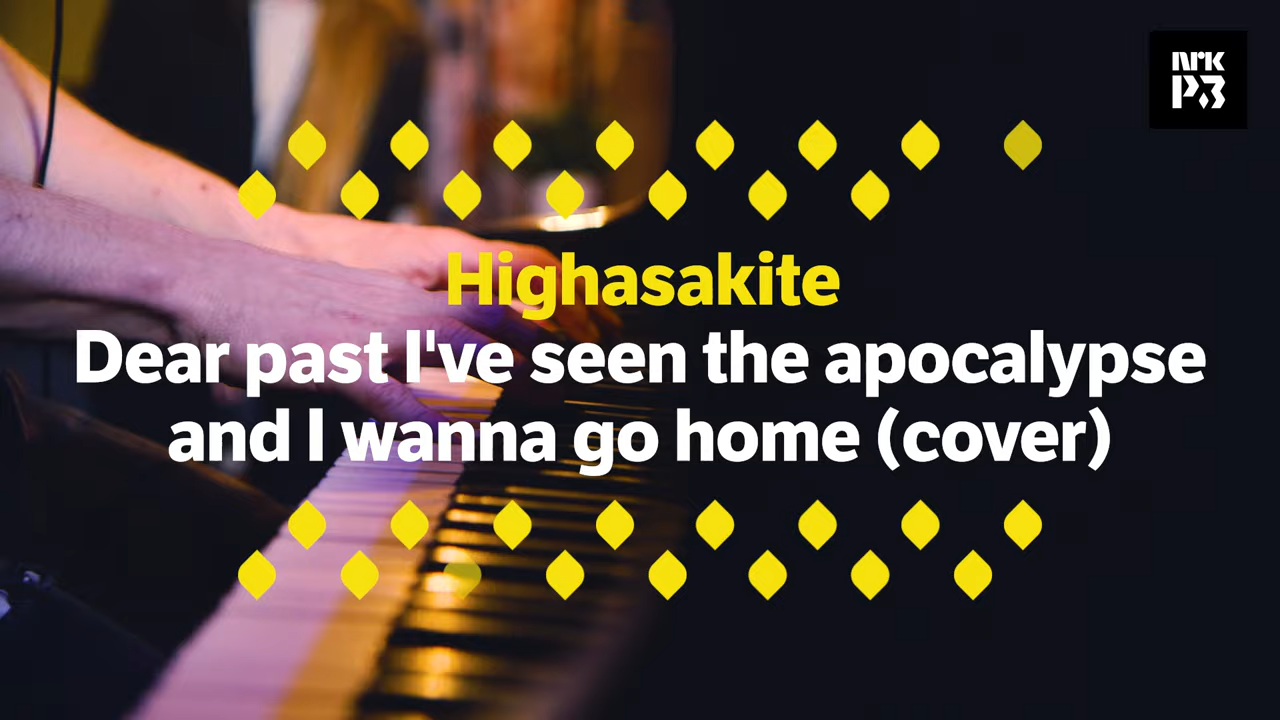 nrk
P3
Highasakite
Dear past I've seen the apocalypse
and I wanna go home (cover)